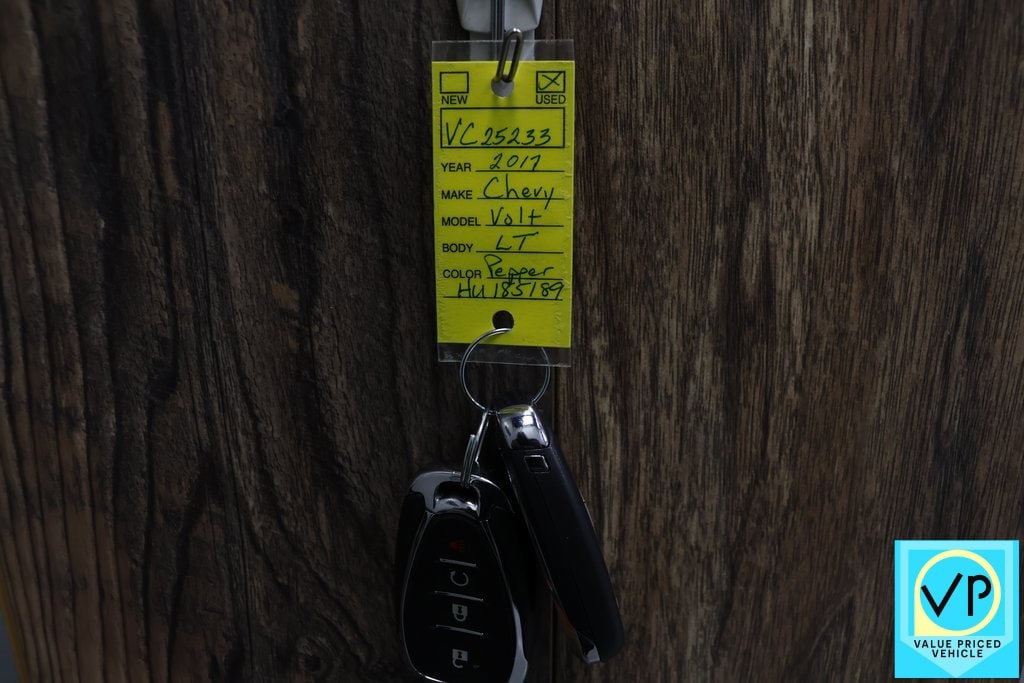 NEW USED
VC25233
YEAR 2017
MAKE Chevy
MODEL Volt
BODY LT
COLOR Pepper
HU185189
VP
VALUE PRICED
VEHICLE